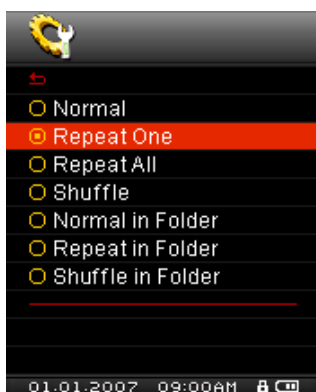 Normal
Repeat One
Repeat All
Shuffle
Normal in Folder
Repeat in Folder
Shuffle in Folder
01.01.2007 09:00AM